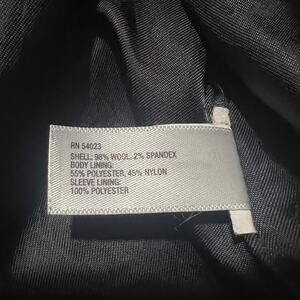 RN 54023
SHELL: 98% WOOL, 2% SPANDEX
BODY LINING:
55% POLYESTER, 45% NYLON
SLEEVE LINING:
100% POLYESTER